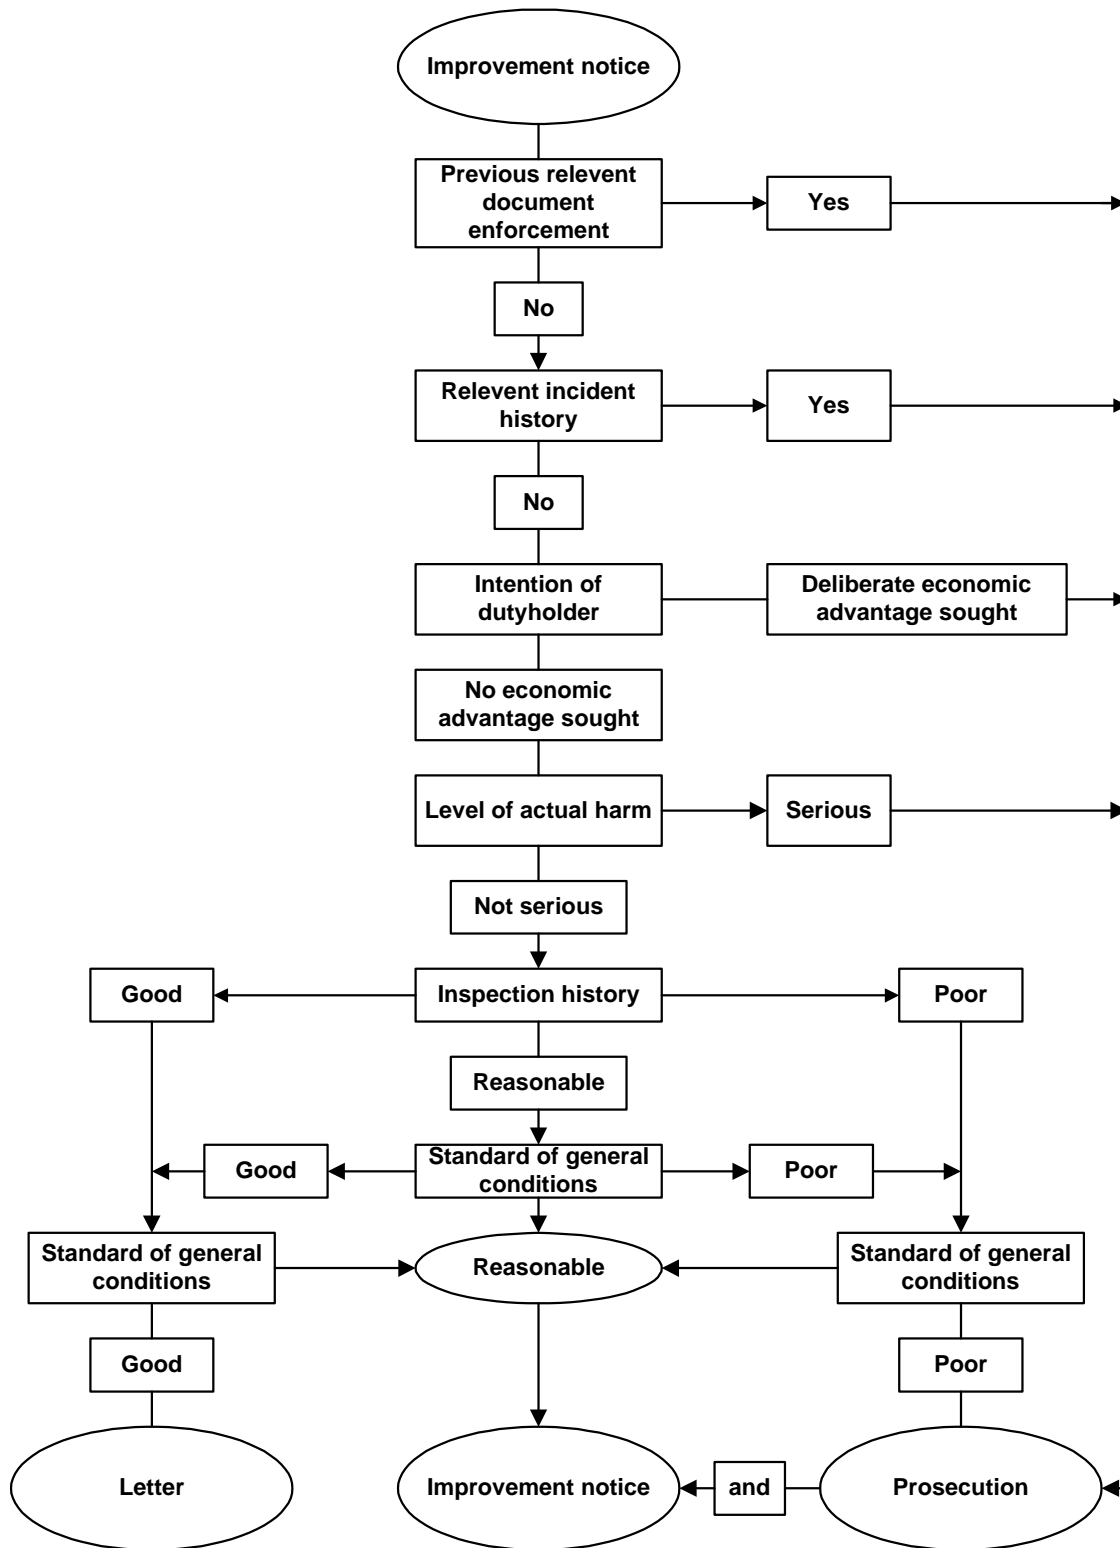 Improvement notice
Previous relevent
document
enforcement
Yes
No
Relevent incident
history
Yes
No
Intention of
dutyholder
Deliberate economic
advantage sought
No economic
advantage sought
Level of actual harm
Serious
Not serious
Good
Inspection history
Poor
Reasonable
Good
Standard of general
conditions
Poor
Standard of general
conditions
Reasonable
Standard of general
conditions
Good
Poor
Letter
Improvement notice
and
Prosecution